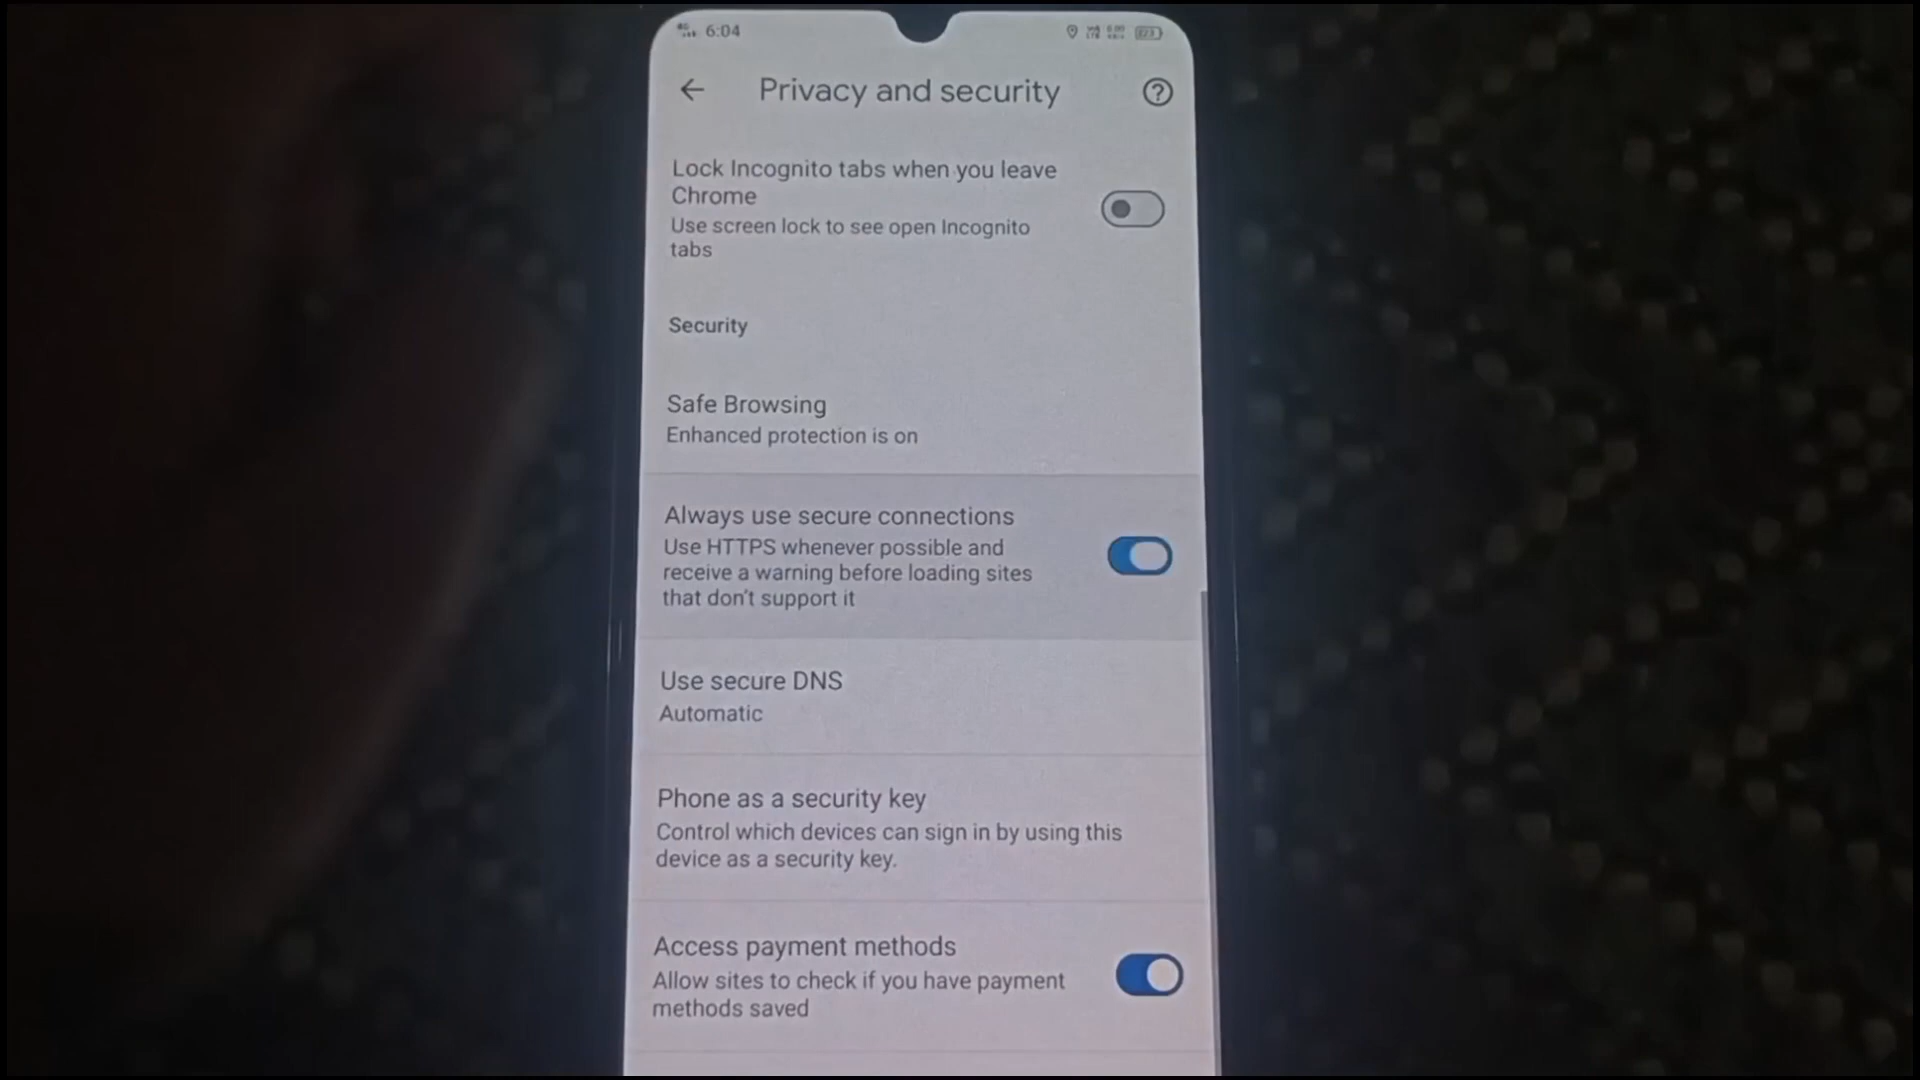 6:04
Privacy and security
Lock Incognito tabs when you leave
Chrome
Use screen lock to see open Incognito
tabs
Security
Safe Browsing
Enhanced protection is on
Always use secure connections
Use HTTPS whenever possible and
receive a warning before loading sites
that don't support it
Use secure DNS
Automatic
Phone as a security key
Control which devices can sign in by using this
device as a security key.
Access payment methods
Allow sites to check if you have payment
methods saved